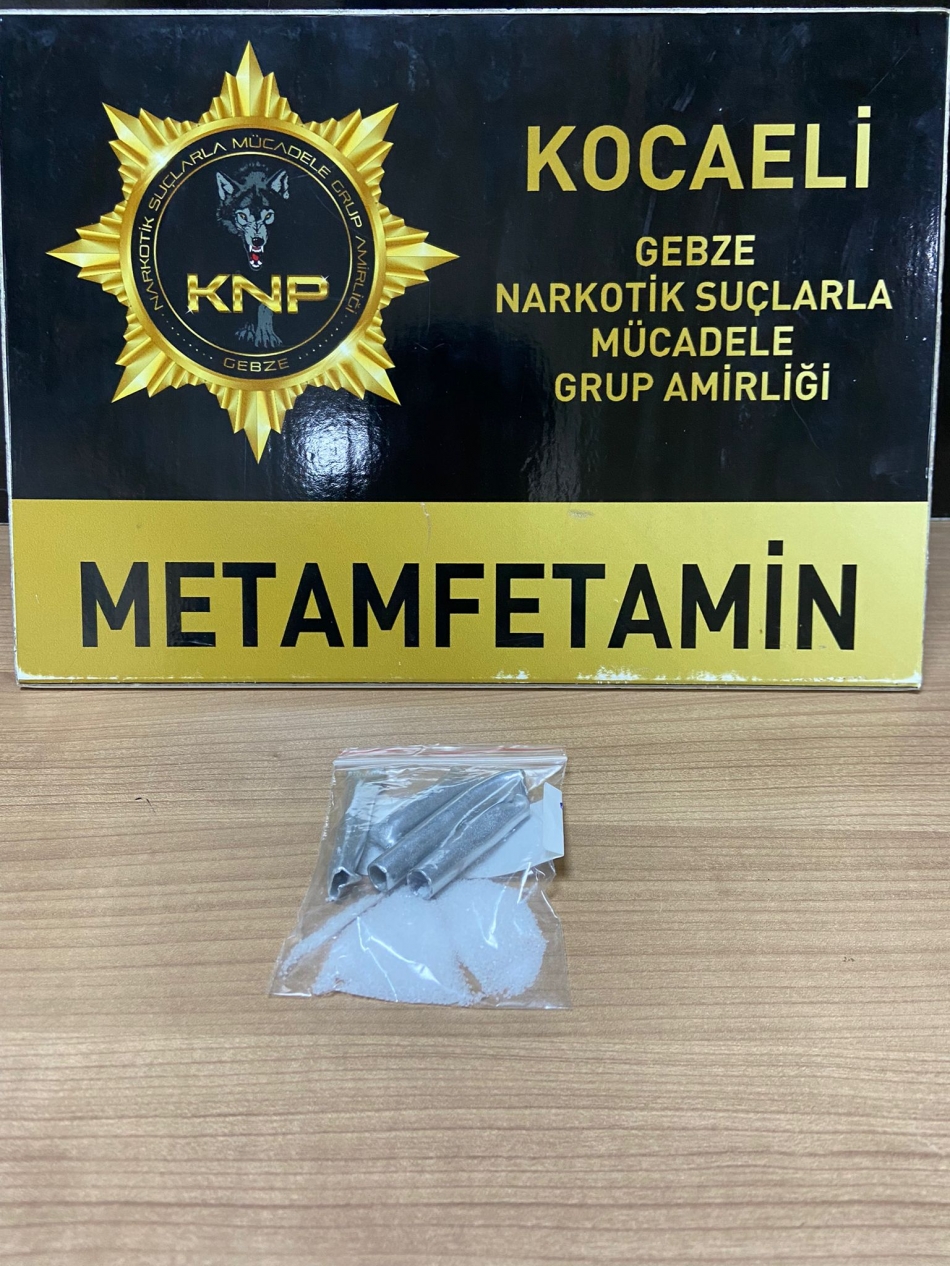 NARKOTİK SUÇLARLA MÜCADELE GRUP AMİRLİĞİ
KNP
GEBZE
KOCAELİ
GEBZE
NARKOTİK SUÇLARLA
MÜCADELE
GRUP AMİRLİĞİ
METAMFETAMİN